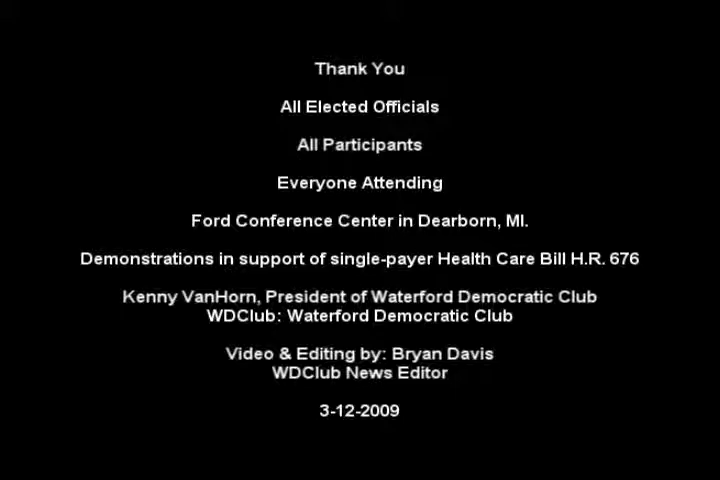 Thank You
All Elected Officials
All Participants
Everyone Attending
Ford Conference Center in Dearborn, MI.
Demonstrations in support of single-payer Health Care Bill H.R. 676
Kenny VanHorn, President of Waterford Democratic Club
WDClub: Waterford Democratic Club
Video & Editing by: Bryan Davis
WDClub News Editor
3-12-2009